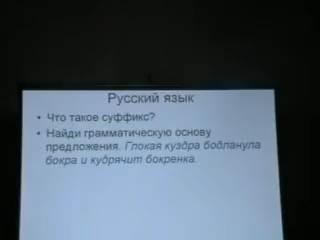 Русский язык
• Что такое суффикс?
• Найди грамматическую основу
предложения. Глокая куздра бодланула
бокра и кудрячит бокренка.